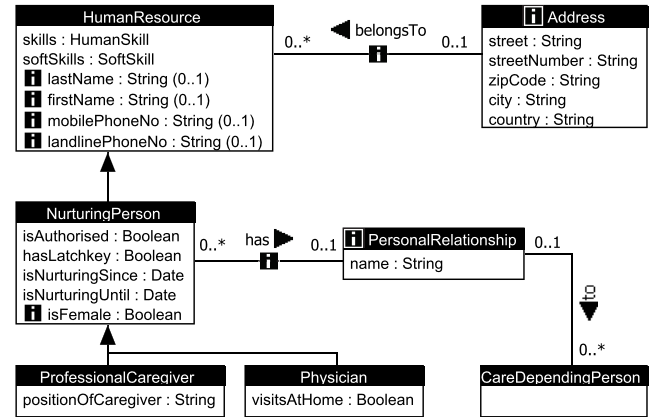 HumanResource
skills : HumanSkill
softSkills : SoftSkill
i lastName : String (0..1)
i firstName : String (0..1)
i mobilePhoneNo : String (0..1)
i landlinePhoneNo : String (0..1)
0..*
belongsTo
i
0..1
i Address
street : String
streetNumber : String
zipCode : String
city : String
country : String
NurturingPerson
isAuthorised : Boolean
hasLatchkey : Boolean
isNurturingSince : Date
isNurturingUntil : Date
i isFemale : Boolean
0..*
has
i
0..1
i PersonalRelationship
name : String
0..1
to
0..*
ProfessionalCaregiver
positionOfCaregiver : String
Physician
visitsAtHome : Boolean
CareDependingPerson